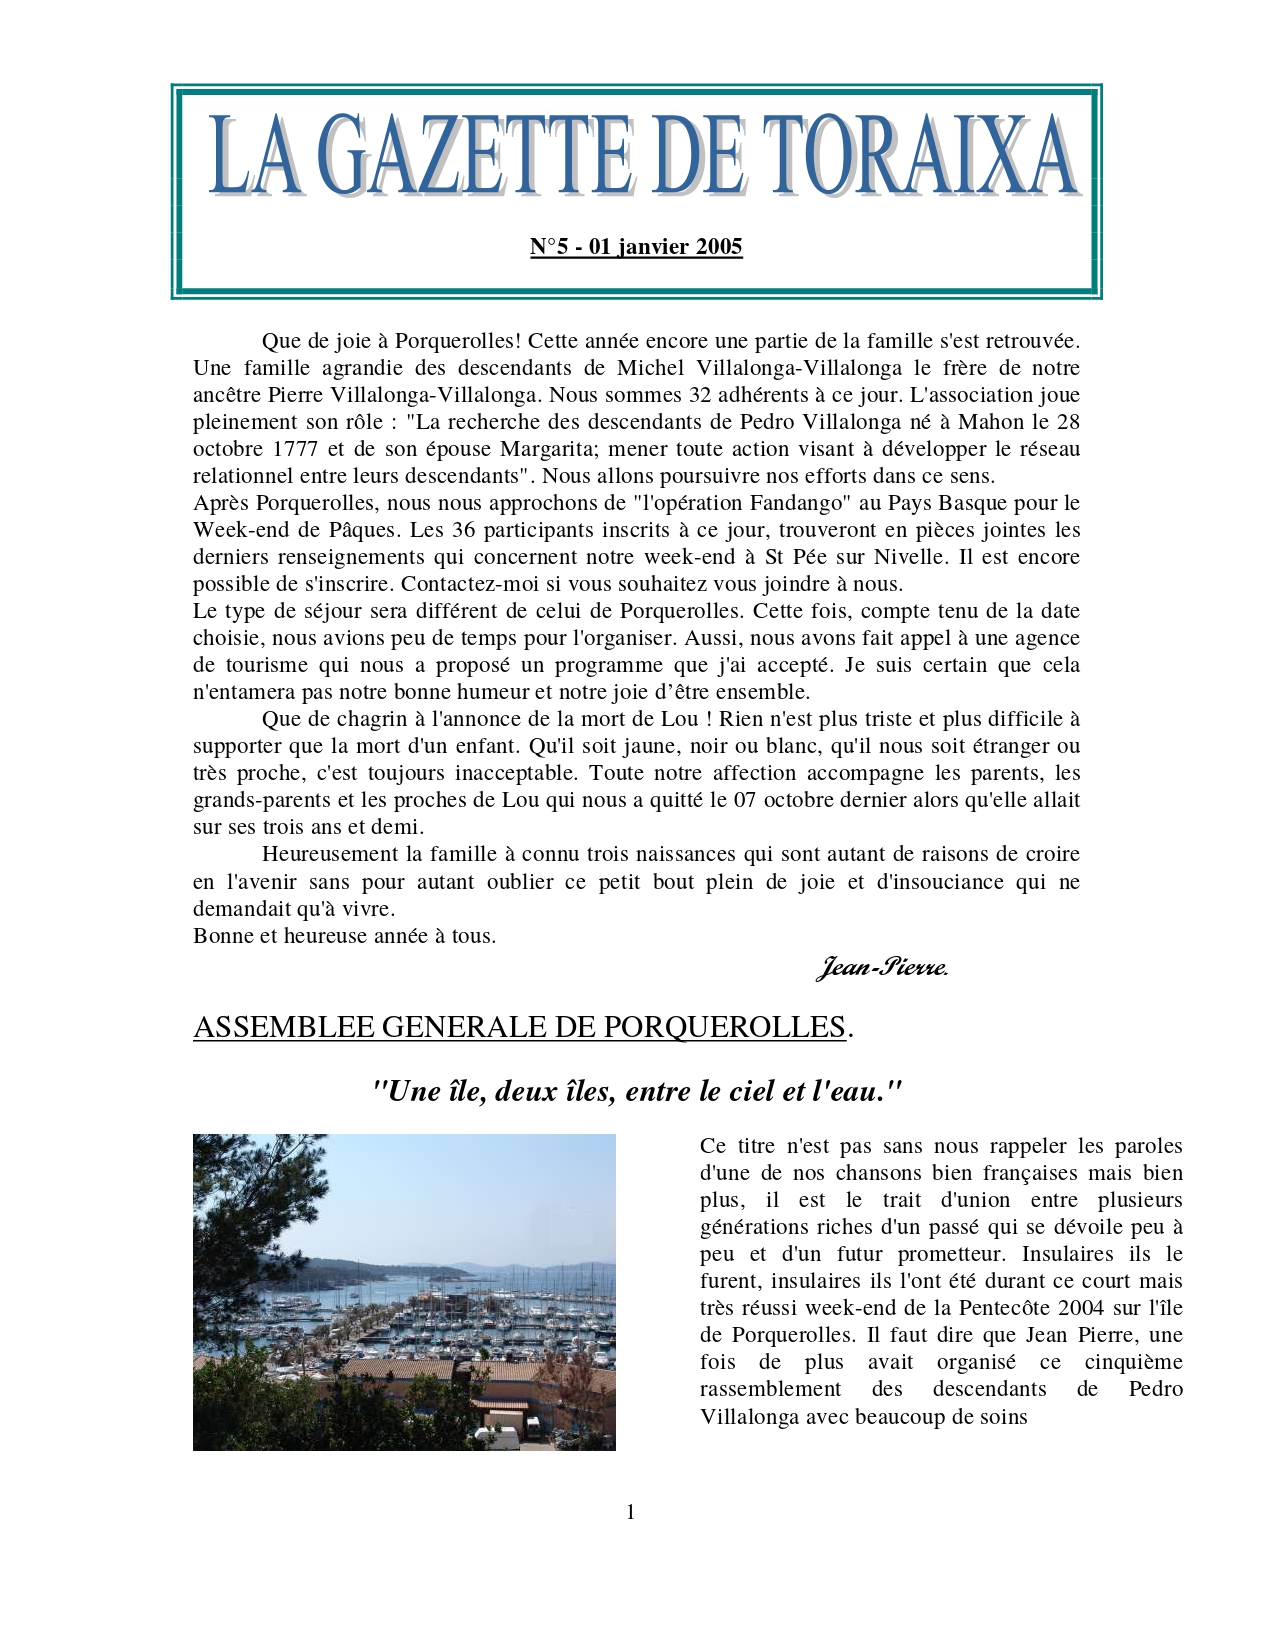 LA GAZETTE DE TORAIXA
N°5 - 01 janvier 2005
Que de joie à Porquerolles! Cette année encore une partie de la famille s'est retrouvée.
Une famille agrandie des descendants de Michel Villalonga-Villalonga le frère de notre
ancêtre Pierre Villalonga-Villalonga. Nous sommes 32 adhérents à ce jour. L'association joue
pleinement son rôle : "La recherche des descendants de Pedro Villalonga né à Mahon le 28
octobre 1777 et de son épouse Margarita; mener toute action visant à développer le réseau
relationnel entre leurs descendants". Nous allons poursuivre nos efforts dans ce sens.
Après Porquerolles, nous nous approchons de "l'opération Fandango" au Pays Basque pour le
Week-end de Pâques. Les 36 participants inscrits à ce jour, trouveront en pièces jointes les
derniers renseignements qui concernent notre week-end à St Pée sur Nivelle. Il est encore
possible de s'inscrire. Contactez-moi si vous souhaitez vous joindre à nous.
Le type de séjour sera différent de celui de Porquerolles. Cette fois, compte tenu de la date
choisie, nous avions peu de temps pour l'organiser. Aussi, nous avons fait appel à une agence
de tourisme qui nous a proposé un programme que j'ai accepté. Je suis certain que cela
n'entamera pas notre bonne humeur et notre joie d’être ensemble.
Que de chagrin à l'annonce de la mort de Lou ! Rien n'est plus triste et plus difficile à
supporter que la mort d'un enfant. Qu'il soit jaune, noir ou blanc, qu'il nous soit étranger ou
très proche, c'est toujours inacceptable. Toute notre affection accompagne les parents, les
grands-parents et les proches de Lou qui nous a quitté le 07 octobre dernier alors qu'elle allait
sur ses trois ans et demi.
Heureusement la famille à connu trois naissances qui sont autant de raisons de croire
en l'avenir sans pour autant oublier ce petit bout plein de joie et d'insouciance qui ne
demandait qu'à vivre.
Bonne et heureuse année à tous.
Jean-Pierre.
ASSEMBLEE GENERALE DE PORQUEROLLES.
"Une île, deux îles, entre le ciel et l'eau."
Ce titre n'est pas sans nous rappeler les paroles
d'une de nos chansons bien françaises mais bien
plus, il est le trait d'union entre plusieurs
générations riches d'un passé qui se dévoile peu à
peu et d'un futur prometteur. Insulaires ils le
furent, insulaires ils l'ont été durant ce court mais
très réussi week-end de la Pentecôte 2004 sur l'île
de Porquerolles. Il faut dire que Jean Pierre, une
fois de plus avait organisé ce cinquième
rassemblement des descendants de Pedro
Villalonga avec beaucoup de soins
1